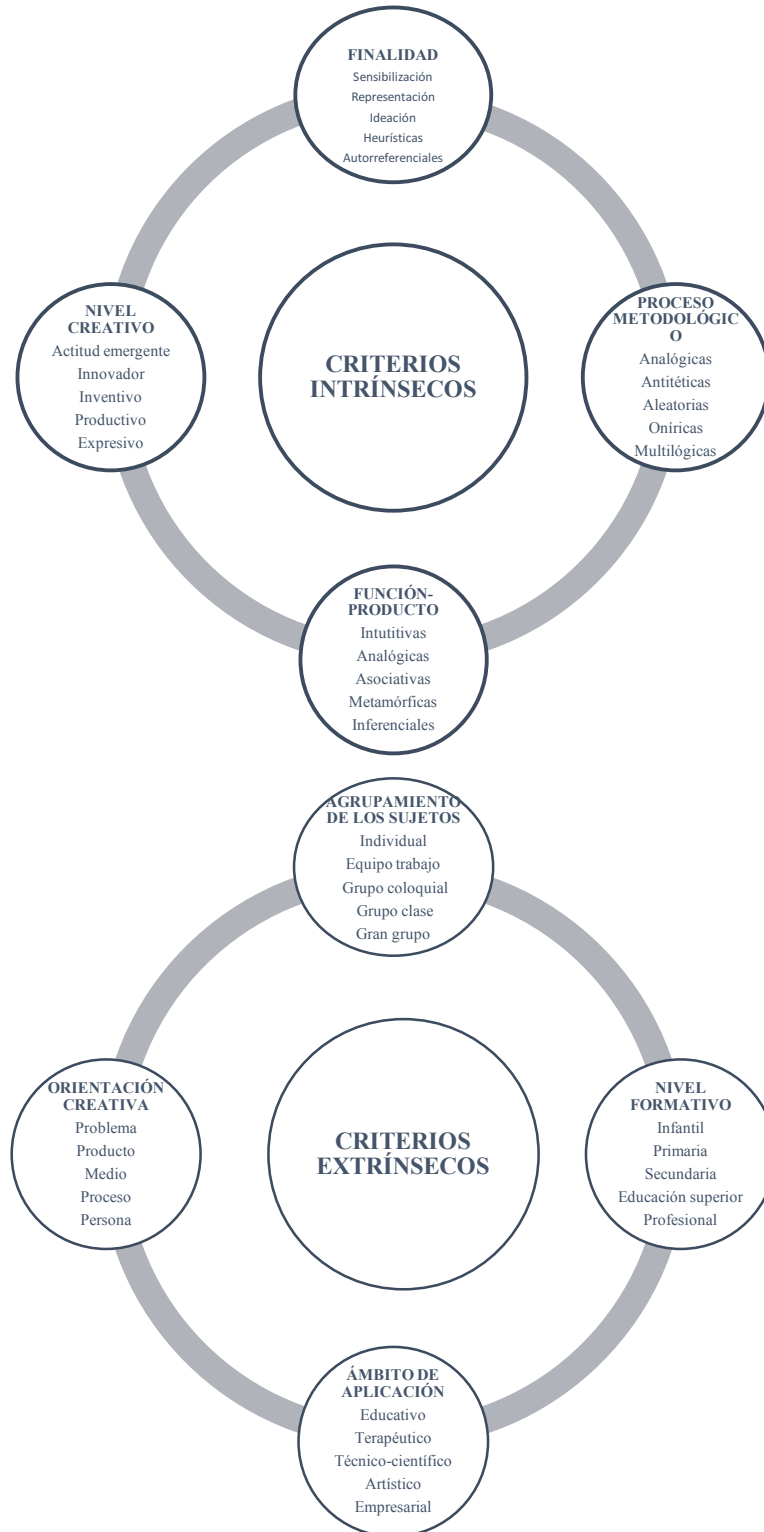 FINALIDAD
Sensibilización
Representación
Ideación
Heurísticas
Autorreferenciales
NIVEL
CREATIVO
Actitud emergente
Innovador
Inventivo
Productivo
Expresivo
CRITERIOS
INTRÍNSECOS
PROCESO
METODOLÓGIC
O
Analógicas
Antitéticas
Aleatorias
Oníricas
Multilógicas
FUNCIÓN-
PRODUCTO
Intutitivas
Analógicas
Asociativas
Metamórficas
Inferenciales
AGRUPAMIENTO
DE LOS SUJETOS
Individual
Equipo trabajo
Grupo coloquial
Grupo clase
Gran grupo
ORIENTACIÓN
CREATIVA
Problema
Producto
Medio
Proceso
Persona
CRITERIOS
EXTRÍNSECOS
NIVEL
FORMATIVO
Infantil
Primaria
Secundaria
Educación superior
Profesional
ÁMBITO DE
APLICACIÓN
Educativo
Terapéutico
Técnico-científico
Artístico
Empresarial